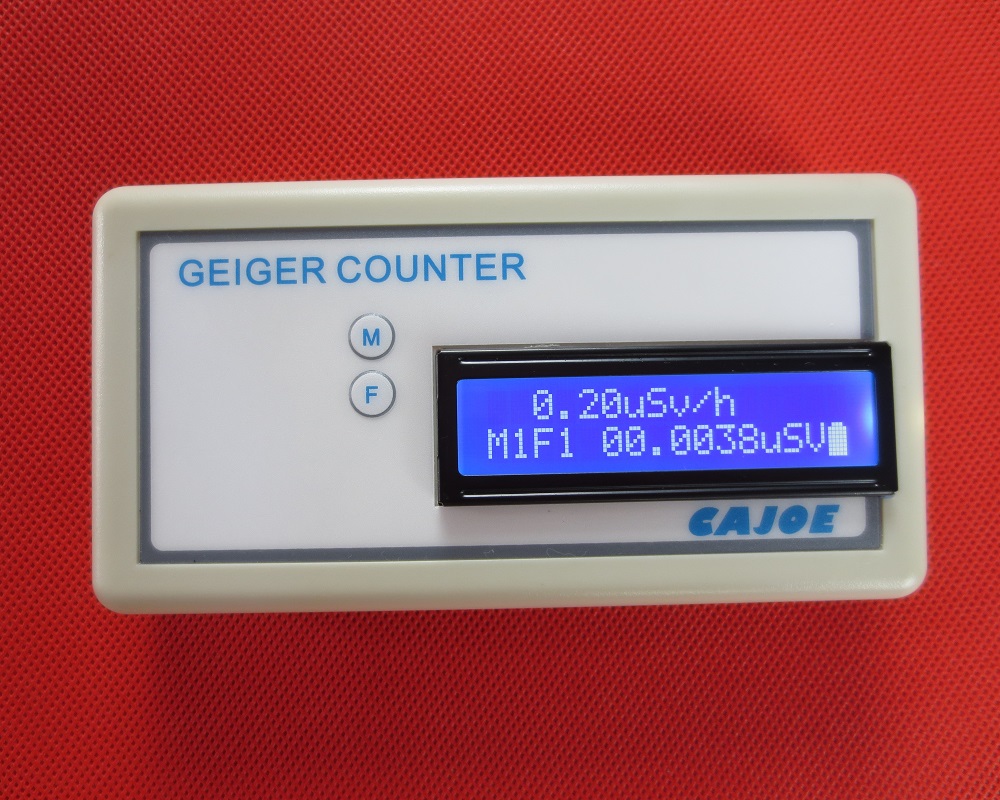 GEIGER COUNTER
M
F
0.20uSv/h
M1F1 00.0038uSV
CAJOE